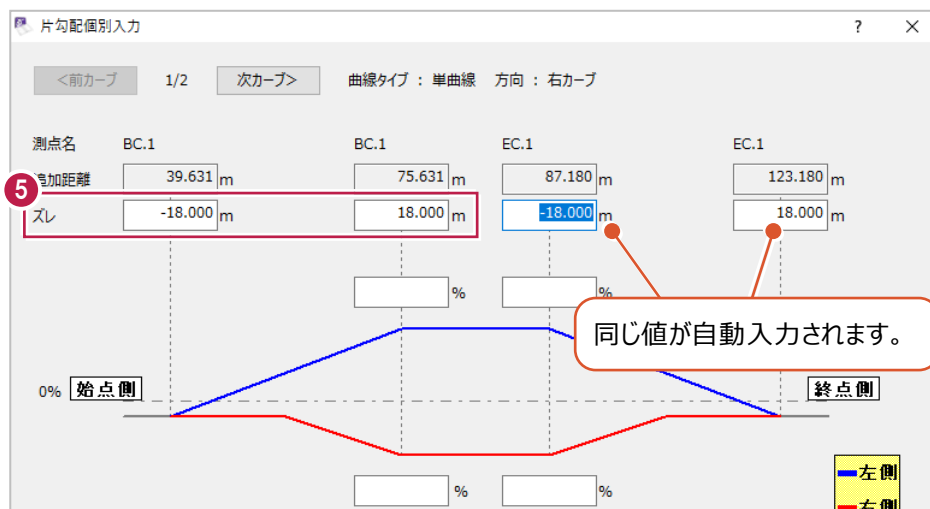 片勾配個別入力 ? ×
<前カーブ 1/2 次カーブ> 曲線タイプ : 単曲線 方向 : 右カーブ
測点名 BC.1 BC.1 EC.1 EC.1
5 追加距離 39.631 m 75.631 m 87.180 m 123.180 m
ズレ -18.000 m 18.000 m -18.000 m 18.000 m
% %
同じ値が自動入力されます。
0% 始点側 終点側
% %
左側
右側